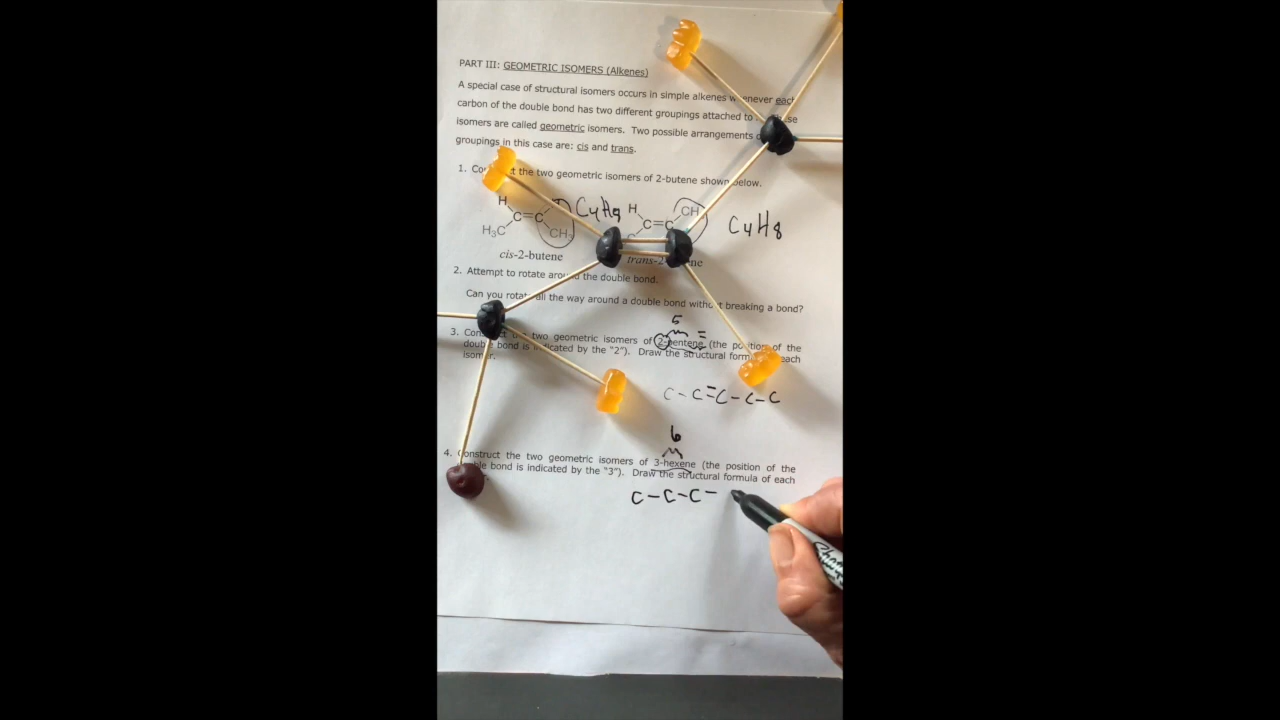 PART III: GEOMETRIC ISOMERS (Alkenes)
A special case of structural isomers occurs in simple alkenes whenever each
carbon of the double bond has two different groupings attached to
isomers are called geometric isomers. Two possible arrangements
groupings in this case are: cis and trans.
1. the two geometric isomers of 2-butene shown below.
H C4H9 H CH C4H8
C=C C=C
H3C CH3
cis-2-butene trans-2
2. Attempt to rotate around the double bond.
Can you rotate all the way around a double bond without breaking a bond?
5 =
3. two geometric isomers of 2-pentene (the position of the
double bond is indicated by the “2”). Draw the structural each
isomer.
C - C = C - C - C
6
4. Construct the two geometric isomers of 3-hexene (the position of the
bond is indicated by the “3”). Draw the structural formula of each
C - C - C -